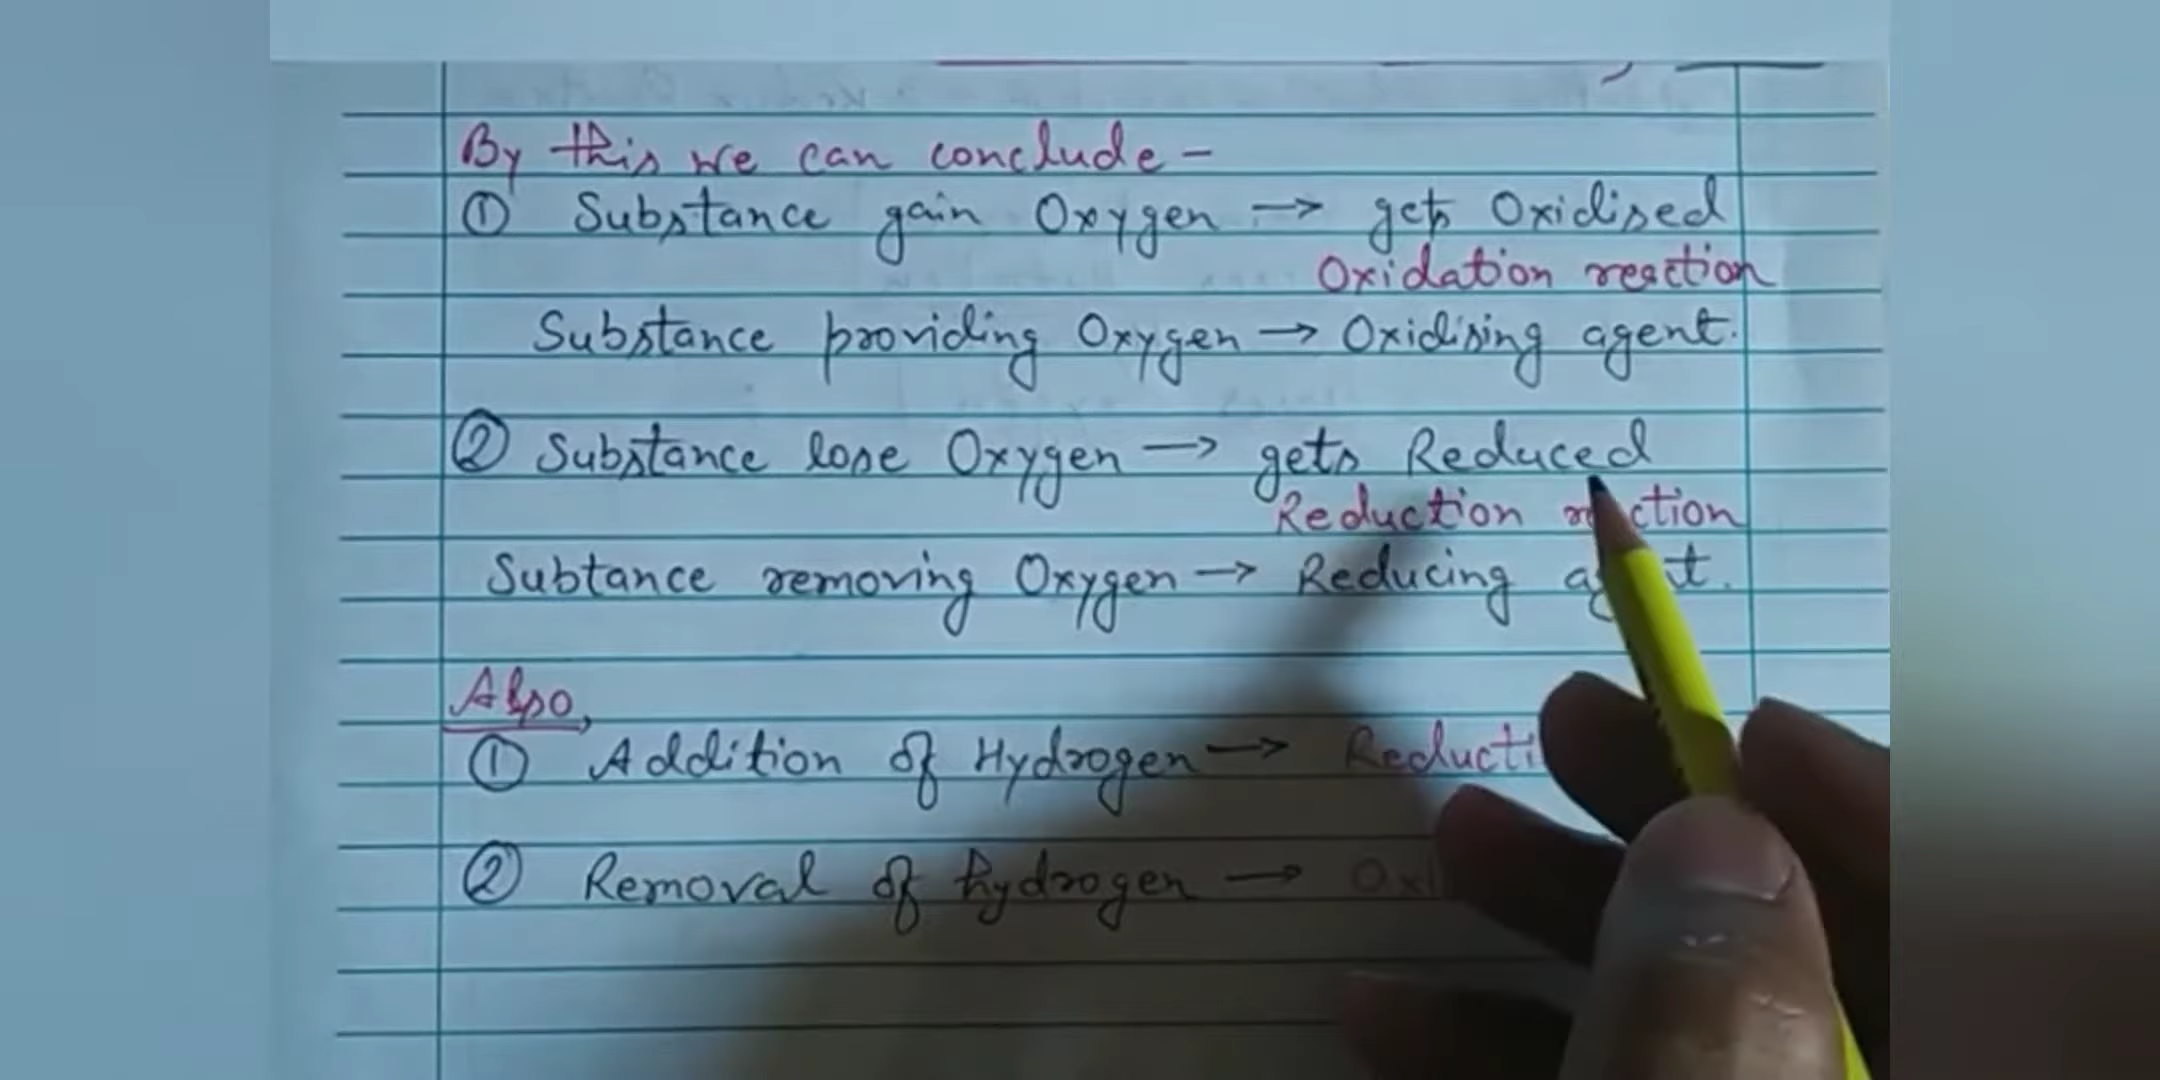 By this we can conclude -
① Substance gain Oxygen → gets Oxidised
Oxidation reaction
Substance providing Oxygen → Oxidising agent.
② Substance lose Oxygen → gets Reduced
Reduction
Subtance removing Oxygen → Reducing
Also,
① Addition of Hydrogen →
② Removal of hydrogen →